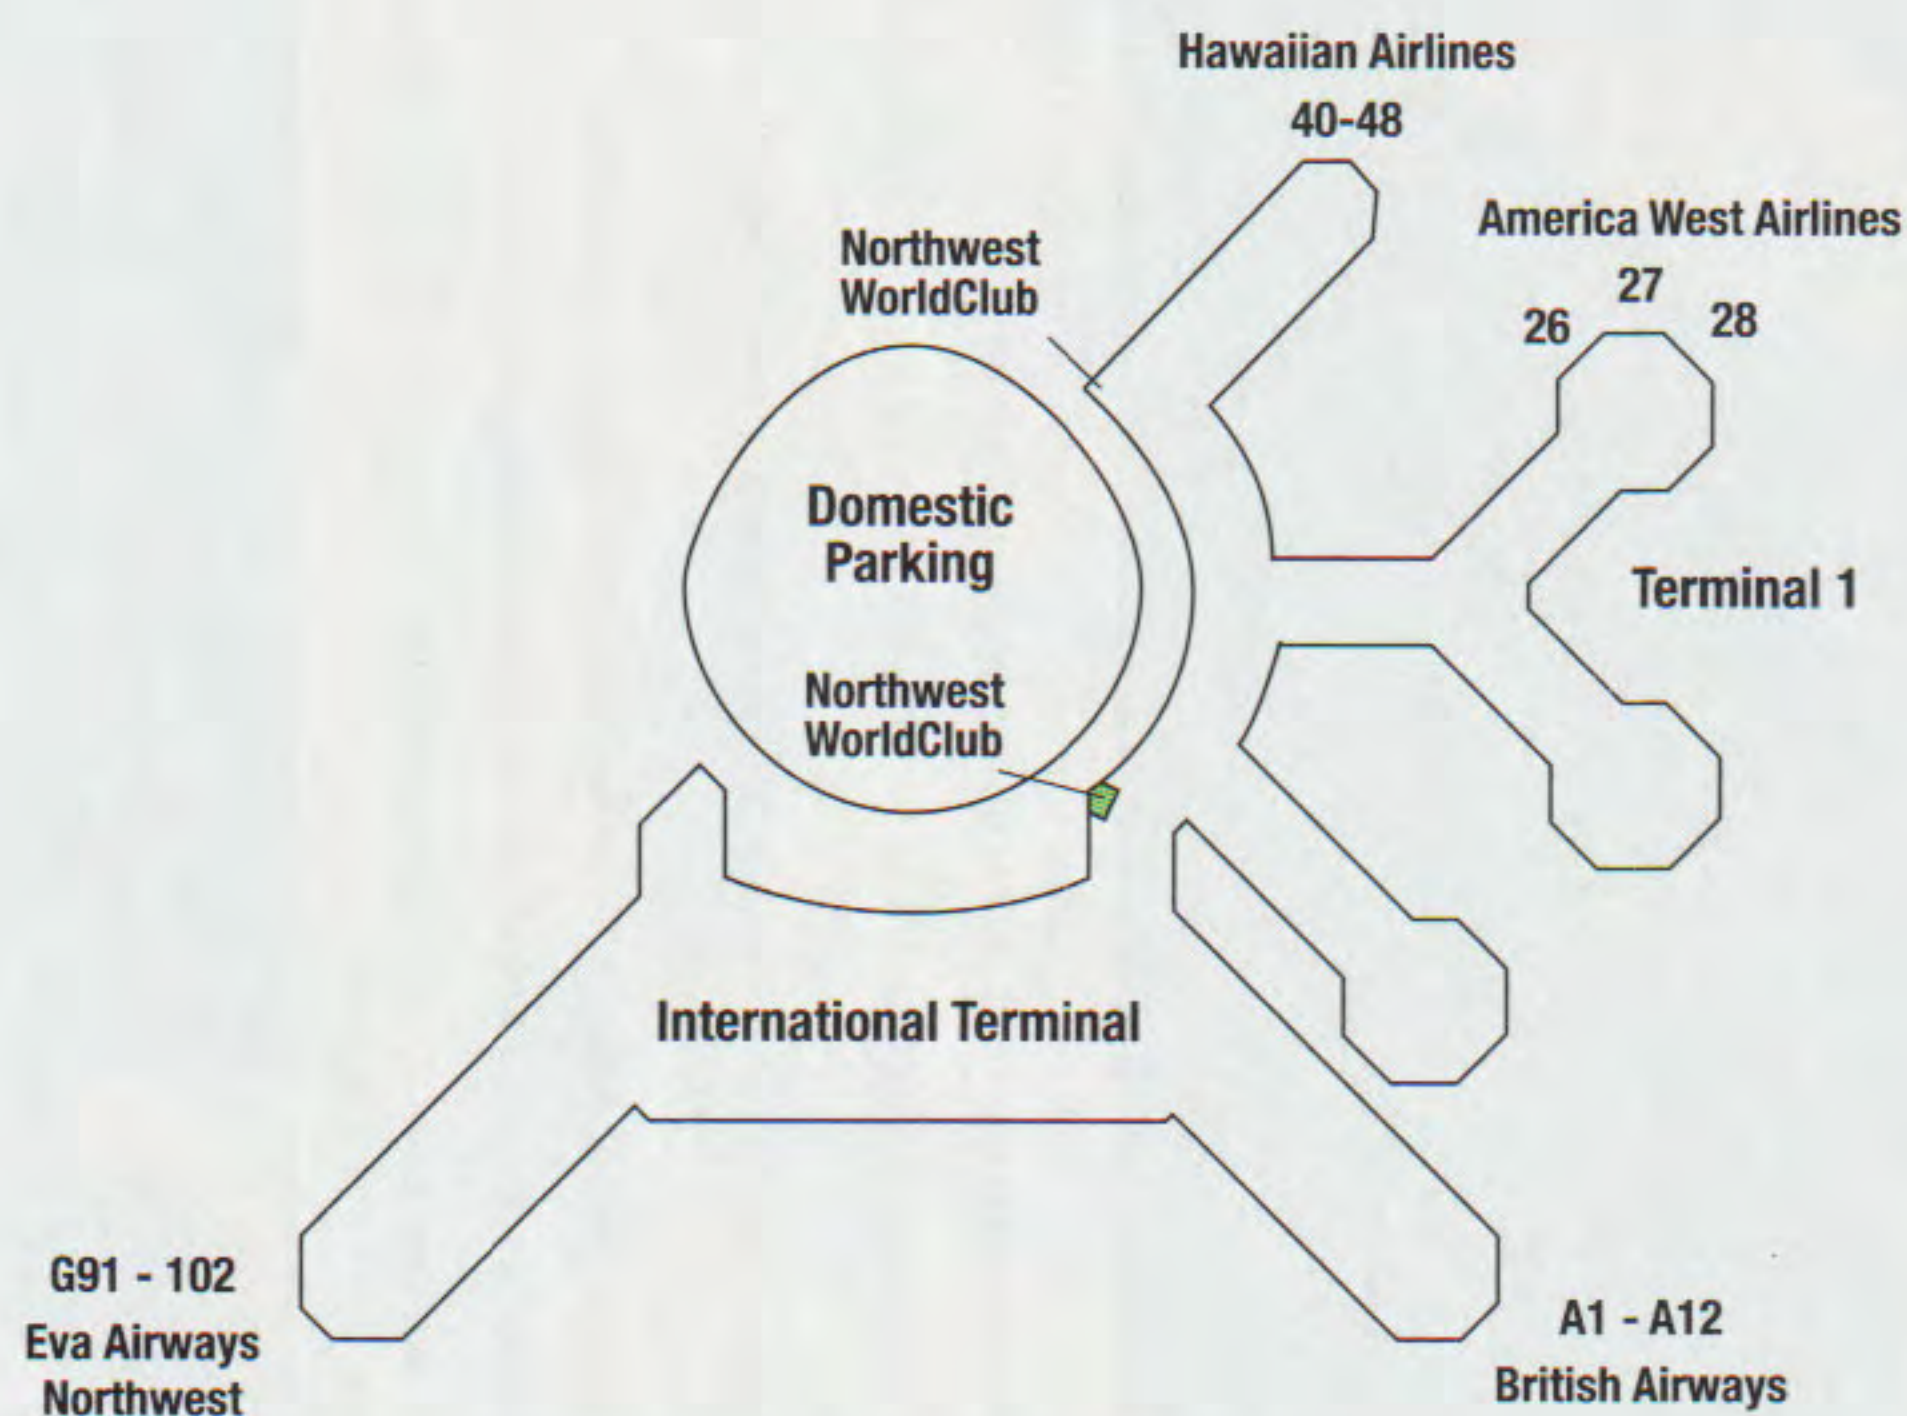 Hawaiian Airlines
40-48
America West Airlines
27
26
28
Northwest
WorldClub
Domestic
Parking
Terminal 1
Northwest
WorldClub
International Terminal
G91 - 102
Eva Airways
Northwest
A1 - A12
British Airways